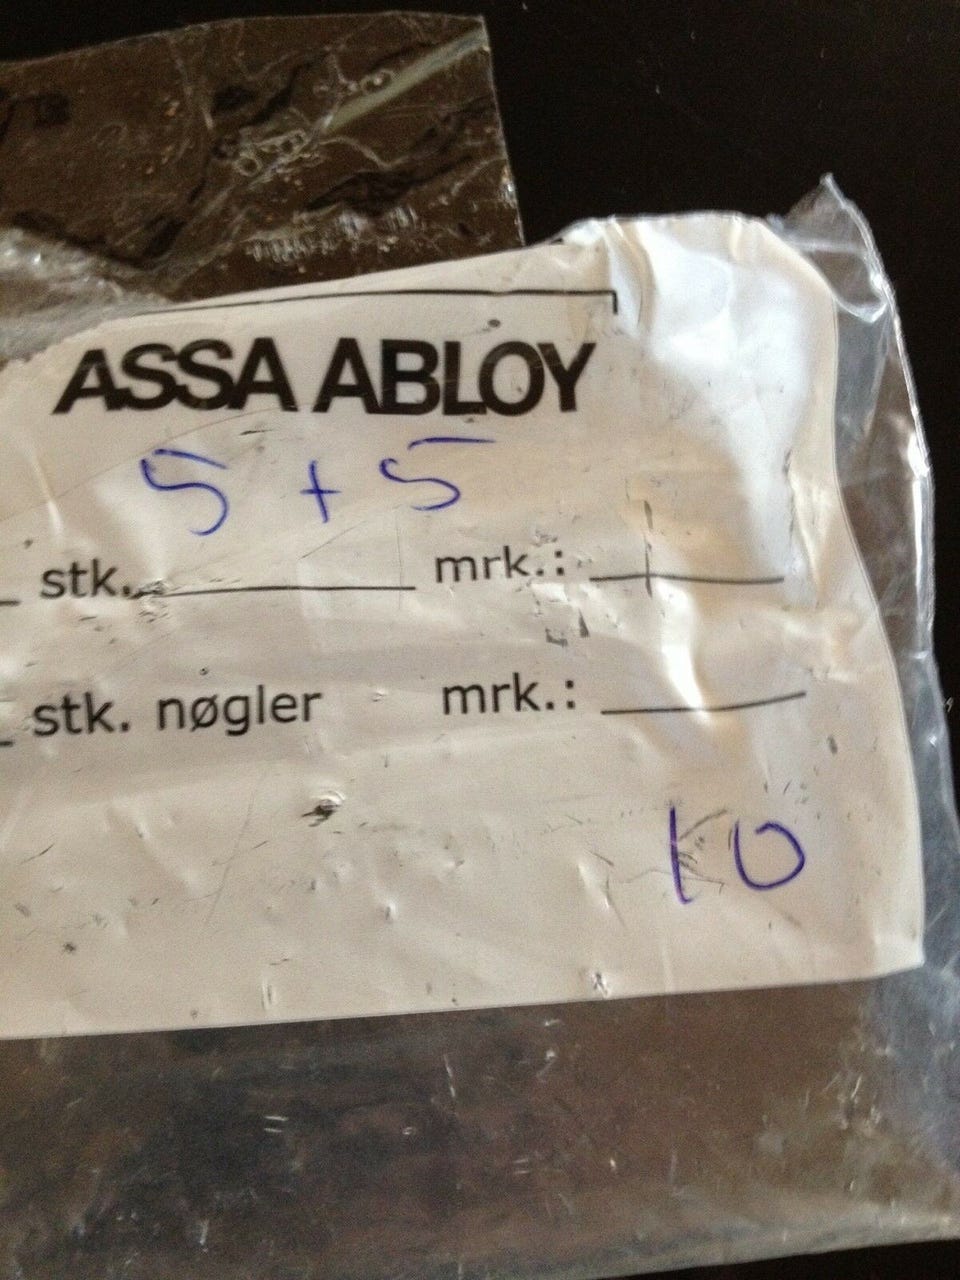 ASSA ABLOY
5 + 5
stk. mrk.:
stk. nøgler mrk.:
10